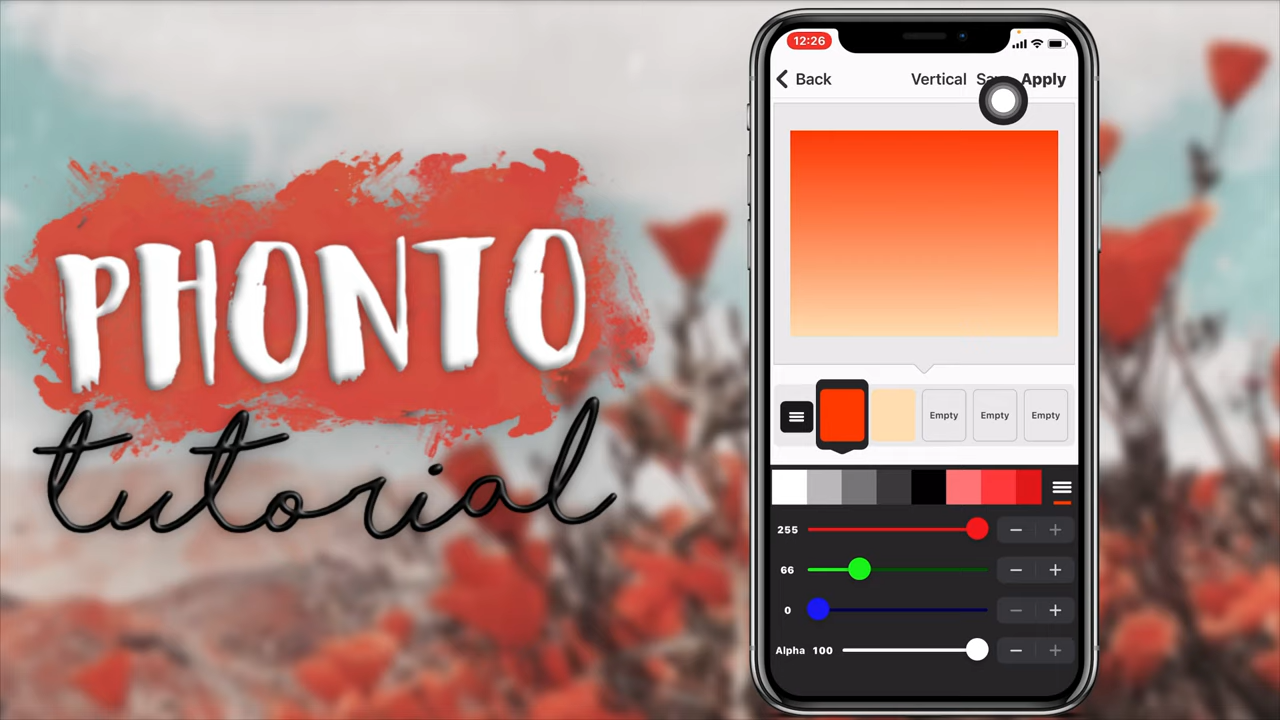 PHONTO
tutorial
12:26
Back Vertical Apply
Empty Empty Empty
255
66
0
Alpha 100